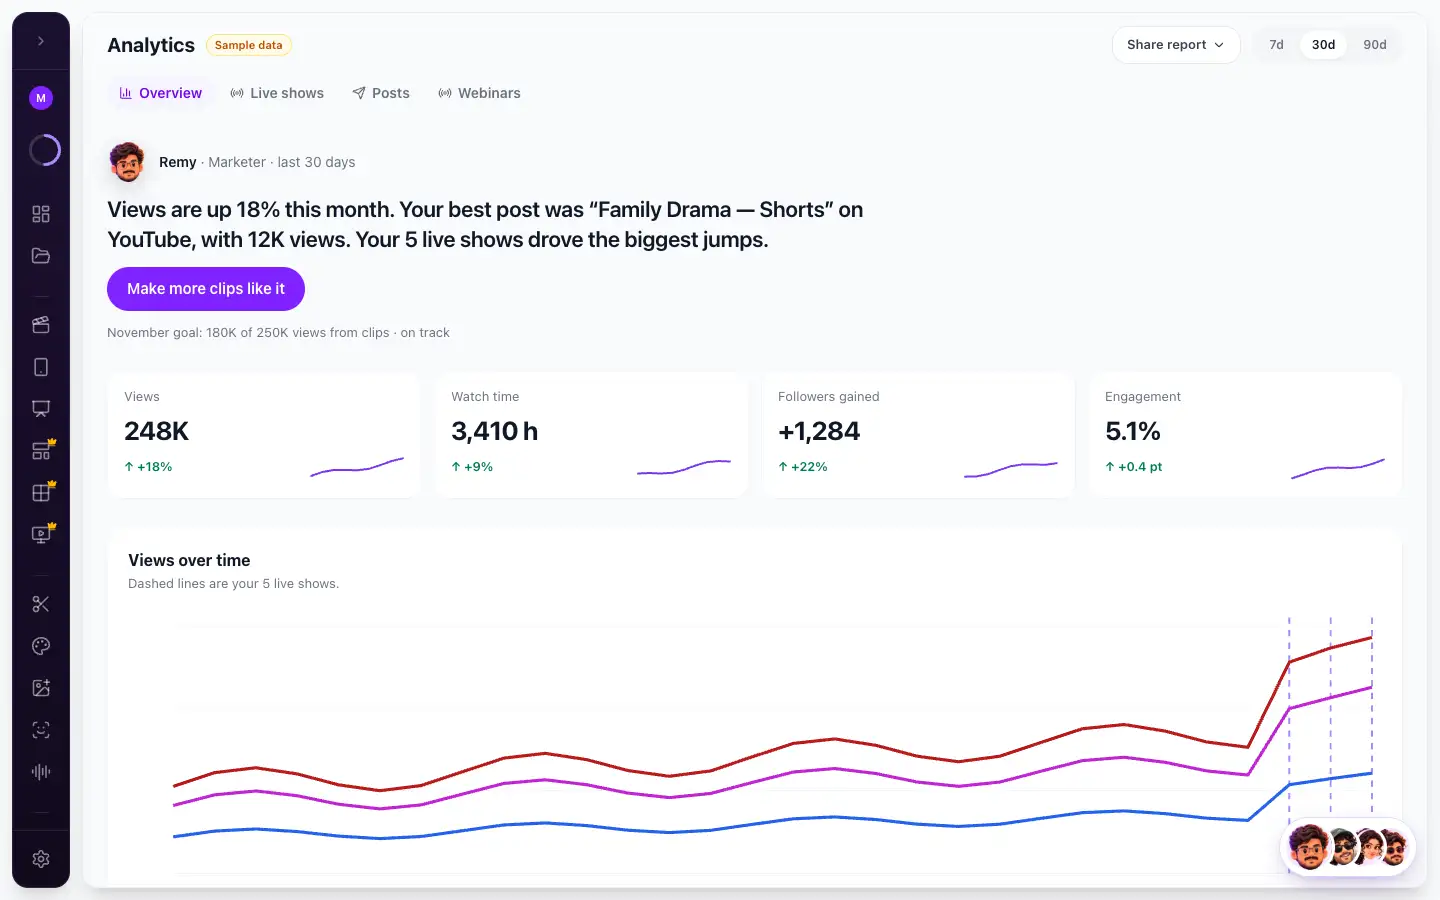 Analytics
Sample data
Share report
7d
30d
90d
M
Overview
Live shows
Posts
Webinars
Remy · Marketer · last 30 days
Views are up 18% this month. Your best post was “Family Drama — Shorts” on
YouTube, with 12K views. Your 5 live shows drove the biggest jumps.
Make more clips like it
November goal: 180K of 250K views from clips · on track
Views
248K
↑ +18%
Watch time
3,410 h
↑ +9%
Followers gained
+1,284
↑ +22%
Engagement
5.1%
↑ +0.4 pt
Views over time
Dashed lines are your 5 live shows.